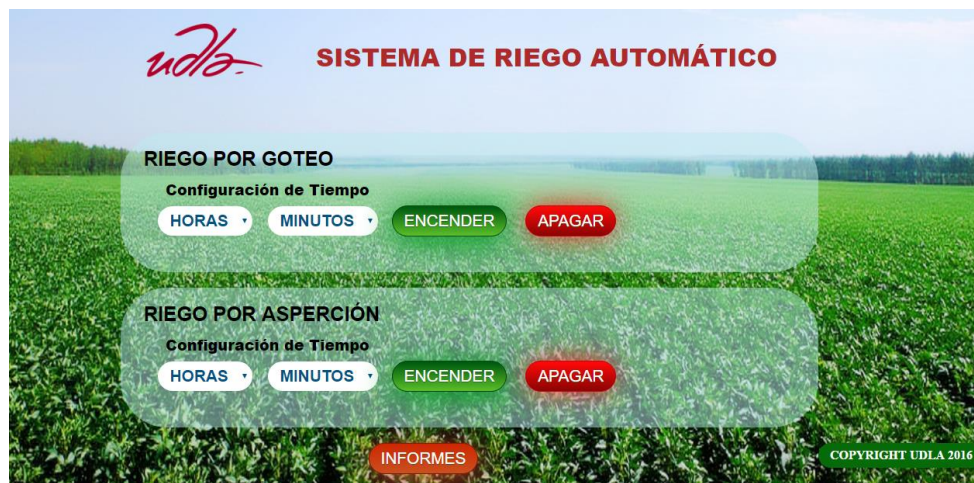 udla.
SISTEMA DE RIEGO AUTOMÁTICO
RIEGO POR GOTEO
Configuración de Tiempo
HORAS MINUTOS ENCENDER APAGAR
RIEGO POR ASPERCIÓN
Configuración de Tiempo
HORAS MINUTOS ENCENDER APAGAR
INFORMES
COPYRIGHT UDLA 2016